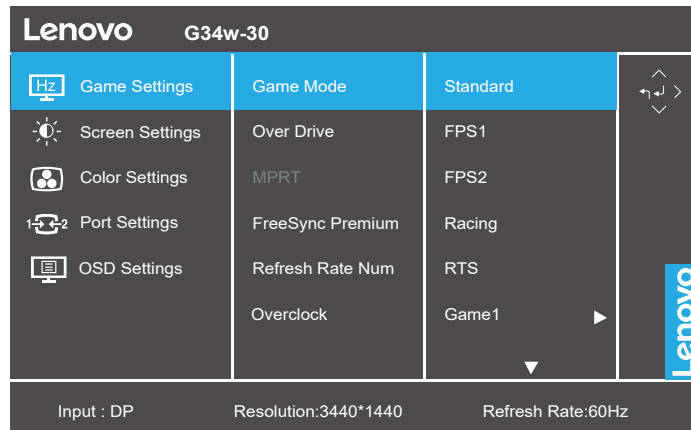 Lenovo G34w-30
Hz Game Settings Game Mode Standard
Screen Settings Over Drive FPS1
Color Settings MPRT FPS2
1 2 Port Settings FreeSync Premium Racing
OSD Settings Refresh Rate Num RTS
Overclock Game1
Lenovo
Input : DP Resolution:3440*1440 Refresh Rate:60Hz